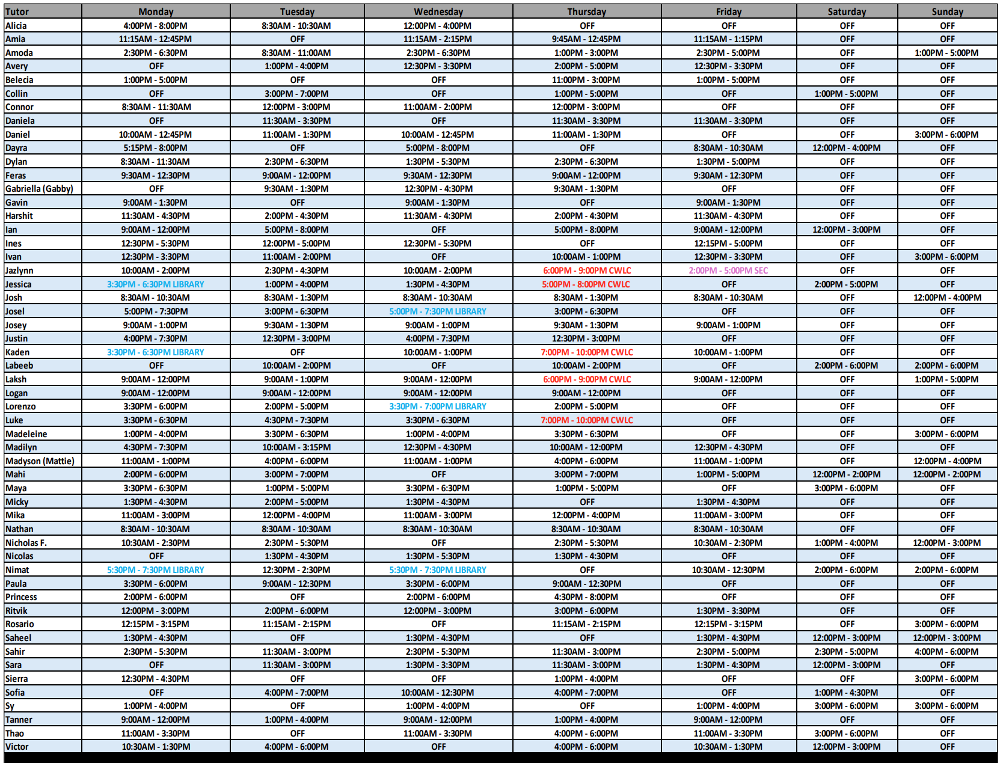 Tutor Monday Tuesday Wednesday Thursday Friday Saturday Sunday
Alicia 4:00PM - 8:00PM 8:30AM - 10:30AM 12:00PM - 4:00PM OFF OFF OFF OFF
Amia 11:15AM - 12:45PM OFF 11:15AM - 2:15PM 9:45AM - 12:45PM 11:15AM - 1:15PM OFF OFF
Amoda 2:30PM - 6:30PM 8:30AM - 11:00AM 2:30PM - 6:30PM 1:00PM - 3:00PM 2:30PM - 5:00PM OFF 1:00PM - 5:00PM
Avery OFF 1:00PM - 4:00PM 12:30PM - 3:30PM 2:00PM - 5:00PM 12:30PM - 3:30PM OFF OFF
Belecia 1:00PM - 5:00PM OFF OFF 11:00PM - 3:00PM 1:00PM - 5:00PM OFF OFF
Collin OFF 3:00PM - 7:00PM OFF 1:00PM - 5:00PM OFF 1:00PM - 5:00PM OFF
Connor 8:30AM - 11:30AM 12:00PM - 3:00PM 11:00AM - 2:00PM 12:00PM - 3:00PM OFF OFF OFF
Daniela OFF 11:30AM - 3:30PM OFF 11:30AM - 3:30PM 11:30AM - 3:30PM OFF OFF
Daniel 10:00AM - 12:45PM 11:00AM - 1:30PM 10:00AM - 12:45PM 11:00AM - 1:30PM OFF OFF 3:00PM - 6:00PM
Dayra 5:15PM - 8:00PM OFF 5:00PM - 8:00PM OFF 8:30AM - 10:30AM 12:00PM - 4:00PM OFF
Dylan 8:30AM - 11:30AM 2:30PM - 6:30PM 1:30PM - 5:30PM 2:30PM - 6:30PM 1:30PM - 5:00PM OFF OFF
Feras 9:30AM - 12:30PM 9:00AM - 12:00PM 9:30AM - 12:30PM 9:00AM - 12:00PM 9:30AM - 12:30PM OFF OFF
Gabriella (Gabby) OFF 9:30AM - 1:30PM 12:30PM - 4:30PM 9:30AM - 1:30PM OFF OFF OFF
Gavin 9:00AM - 1:30PM OFF 9:00AM - 1:30PM OFF 9:00AM - 1:30PM OFF OFF
Harshit 11:30AM - 4:30PM 2:00PM - 4:30PM 11:30AM - 4:30PM 2:00PM - 4:30PM 11:30AM - 4:30PM OFF OFF
Ian 9:00AM - 12:00PM 5:00PM - 8:00PM OFF 5:00PM - 8:00PM 9:00AM - 12:00PM 12:00PM - 3:00PM OFF
Ines 12:30PM - 5:30PM 12:00PM - 5:00PM 12:30PM - 5:30PM OFF 12:15PM - 5:00PM OFF OFF
Ivan 12:30PM - 3:30PM 11:00AM - 2:00PM OFF 10:00AM - 1:00PM 12:30PM - 3:30PM OFF 3:00PM - 6:00PM
Jazlynn 10:00AM - 2:00PM 2:30PM - 4:30PM 10:00AM - 2:00PM 6:00PM - 9:00PM CWLC 2:00PM - 5:00PM SEC OFF OFF
Jessica 3:30PM - 6:30PM LIBRARY 1:00PM - 4:00PM 1:30PM - 4:30PM 5:00PM - 8:00PM CWLC OFF 2:00PM - 5:00PM OFF
Josh 8:30AM - 10:30AM 8:30AM - 1:30PM 8:30AM - 10:30AM 8:30AM - 1:30PM 8:30AM - 10:30AM OFF 12:00PM - 4:00PM
Josel 5:00PM - 7:30PM 3:00PM - 6:30PM 5:00PM - 7:30PM LIBRARY 3:00PM - 6:30PM OFF OFF OFF
Josey 9:00AM - 1:00PM 9:30AM - 1:30PM 9:00AM - 1:00PM 9:30AM - 1:30PM 9:00AM - 1:00PM OFF OFF
Justin 4:00PM - 7:30PM 12:30PM - 3:00PM 4:00PM - 7:30PM 12:30PM - 3:00PM OFF OFF OFF
Kaden 3:30PM - 6:30PM LIBRARY OFF 10:00AM - 1:00PM 7:00PM - 10:00PM CWLC 10:00AM - 1:00PM OFF OFF
Labeeb OFF 10:00AM - 2:00PM OFF 10:00AM - 2:00PM OFF 2:00PM - 6:00PM 2:00PM - 6:00PM
Laksh 9:00AM - 12:00PM 9:00AM - 1:00PM 9:00AM - 12:00PM 6:00PM - 9:00PM CWLC 9:00AM - 12:00PM OFF 1:00PM - 5:00PM
Logan 9:00AM - 12:00PM 9:00AM - 12:00PM 9:00AM - 12:00PM 9:00AM - 12:00PM OFF OFF OFF
Lorenzo 3:30PM - 6:00PM 2:00PM - 5:00PM 3:30PM - 7:00PM LIBRARY 2:00PM - 5:00PM OFF OFF OFF
Luke 3:30PM - 6:30PM 4:30PM - 7:30PM 3:30PM - 6:30PM 7:00PM - 10:00PM CWLC OFF OFF OFF
Madeleine 1:00PM - 4:00PM 3:30PM - 6:30PM 1:00PM - 4:00PM 3:30PM - 6:30PM OFF OFF 3:00PM - 6:00PM
Madilyn 4:30PM - 7:30PM 10:00AM - 3:15PM 12:30PM - 4:30PM 10:00AM - 12:00PM 12:30PM - 4:30PM OFF OFF
Madyson (Mattie) 11:00AM - 1:00PM 4:00PM - 6:00PM 11:00AM - 1:00PM 4:00PM - 6:00PM 11:00AM - 1:00PM OFF 12:00PM - 4:00PM
Mahi 2:00PM - 6:00PM 3:00PM - 7:00PM OFF 3:00PM - 7:00PM 1:00PM - 5:00PM 12:00PM - 2:00PM 12:00PM - 2:00PM
Maya 3:30PM - 6:30PM 1:00PM - 5:00PM 3:30PM - 6:30PM 1:00PM - 5:00PM OFF 3:00PM - 6:00PM OFF
Micky 1:30PM - 4:30PM 2:00PM - 5:00PM 1:30PM - 4:30PM OFF 1:30PM - 4:30PM OFF OFF
Mika 11:00AM - 3:00PM 12:00PM - 4:00PM 11:00AM - 3:00PM 12:00PM - 4:00PM 11:00AM - 3:00PM OFF OFF
Nathan 8:30AM - 10:30AM 8:30AM - 10:30AM 8:30AM - 10:30AM 8:30AM - 10:30AM 8:30AM - 10:30AM OFF OFF
Nicholas F. 10:30AM - 2:30PM 2:30PM - 5:30PM OFF 2:30PM - 5:30PM 10:30AM - 2:30PM 1:00PM - 4:00PM 12:00PM - 3:00PM
Nicolas OFF 1:30PM - 4:30PM 1:30PM - 5:30PM 1:30PM - 4:30PM OFF OFF OFF
Nimat 5:30PM - 7:30PM LIBRARY 12:30PM - 2:30PM 5:30PM - 7:30PM LIBRARY OFF 10:30AM - 12:30PM 2:00PM - 6:00PM 2:00PM - 6:00PM
Paula 3:30PM - 6:00PM 9:00AM - 12:30PM 3:30PM - 6:00PM 9:00AM - 12:30PM OFF OFF OFF
Princess 2:00PM - 6:00PM OFF 2:00PM - 6:00PM 4:30PM - 8:00PM OFF OFF OFF
Ritvik 12:00PM - 3:00PM 2:00PM - 6:00PM 12:00PM - 3:00PM 3:00PM - 6:00PM 1:30PM - 3:30PM OFF OFF
Rosario 12:15PM - 3:15PM 11:15AM - 2:15PM OFF 11:15AM - 2:15PM 12:15PM - 3:15PM OFF 3:00PM - 6:00PM
Saheel 1:30PM - 4:30PM OFF 1:30PM - 4:30PM OFF 1:30PM - 4:30PM 12:00PM - 3:00PM 12:00PM - 3:00PM
Sahir 2:30PM - 5:30PM 11:30AM - 3:00PM 2:30PM - 5:30PM 11:30AM - 3:00PM 2:30PM - 5:00PM 2:30PM - 5:00PM 4:00PM - 6:00PM
Sara OFF 11:30AM - 3:00PM 1:30PM - 3:30PM 11:30AM - 3:00PM 1:30PM - 4:30PM 12:00PM - 3:00PM OFF
Sierra 12:30PM - 4:30PM OFF OFF 1:00PM - 4:00PM OFF OFF 3:00PM - 6:00PM
Sofia OFF 4:00PM - 7:00PM 10:00AM - 12:30PM 4:00PM - 7:00PM OFF 1:00PM - 4:30PM OFF
Sy 1:00PM - 4:00PM OFF 1:00PM - 4:00PM OFF 1:00PM - 4:00PM 3:00PM - 6:00PM 3:00PM - 6:00PM
Tanner 9:00AM - 12:00PM 1:00PM - 4:00PM 9:00AM - 12:00PM 1:00PM - 4:00PM 9:00AM - 12:00PM OFF OFF
Thao 11:00AM - 3:30PM OFF 11:00AM - 3:30PM 4:00PM - 6:00PM 11:00AM - 3:30PM 3:00PM - 6:00PM OFF
Victor 10:30AM - 1:30PM 4:00PM - 6:00PM OFF 4:00PM - 6:00PM 10:30AM - 1:30PM 12:00PM - 3:00PM OFF